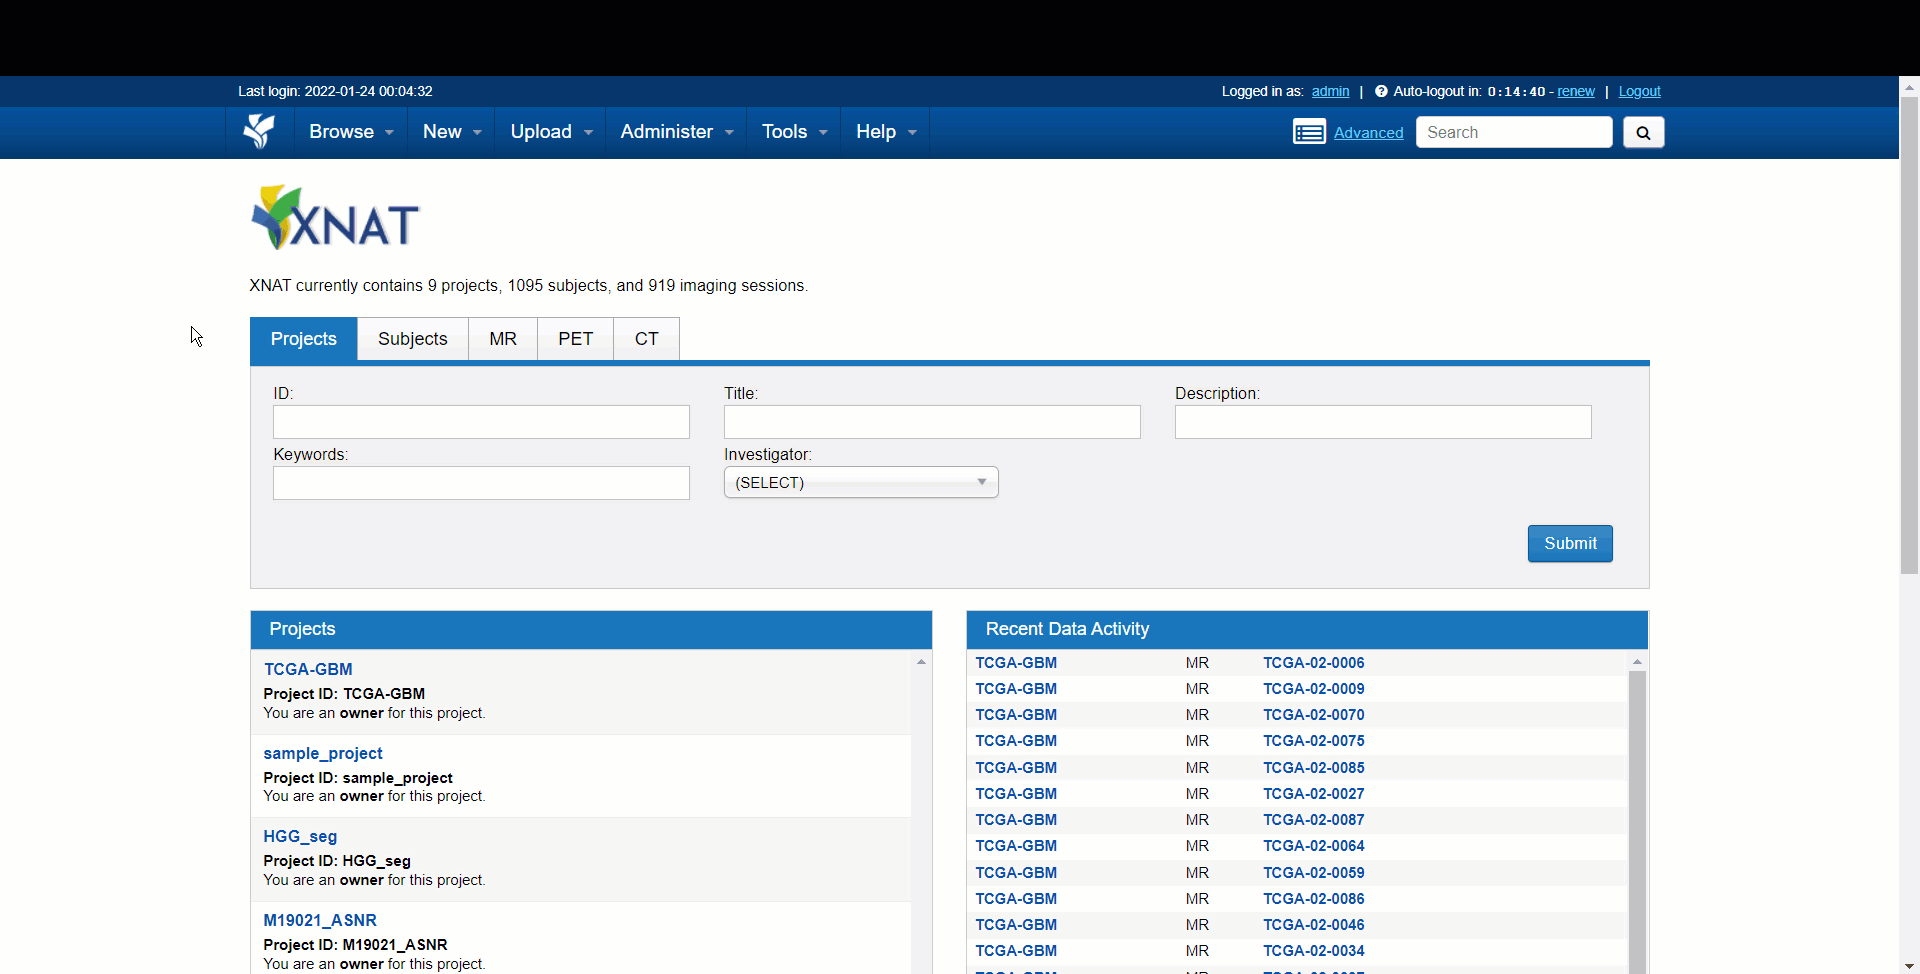 Last login: 2022-01-24 00:04:32
Logged in as: admin | Auto-logout in: 0:14:40 - renew | Logout
Browse New Upload Administer Tools Help Advanced Search
XNAT
XNAT currently contains 9 projects, 1095 subjects, and 919 imaging sessions.
Projects Subjects MR PET CT
ID: Title: Description:
Keywords: Investigator:
(SELECT)
Submit
Projects
TCGA-GBM
Project ID: TCGA-GBM
You are an owner for this project.
sample_project
Project ID: sample_project
You are an owner for this project.
HGG_seg
Project ID: HGG_seg
You are an owner for this project.
M19021_ASNR
Project ID: M19021_ASNR
You are an owner for this project.
Recent Data Activity
TCGA-GBM MR TCGA-02-0006
TCGA-GBM MR TCGA-02-0009
TCGA-GBM MR TCGA-02-0070
TCGA-GBM MR TCGA-02-0075
TCGA-GBM MR TCGA-02-0085
TCGA-GBM MR TCGA-02-0027
TCGA-GBM MR TCGA-02-0087
TCGA-GBM MR TCGA-02-0064
TCGA-GBM MR TCGA-02-0059
TCGA-GBM MR TCGA-02-0086
TCGA-GBM MR TCGA-02-0046
TCGA-GBM MR TCGA-02-0034